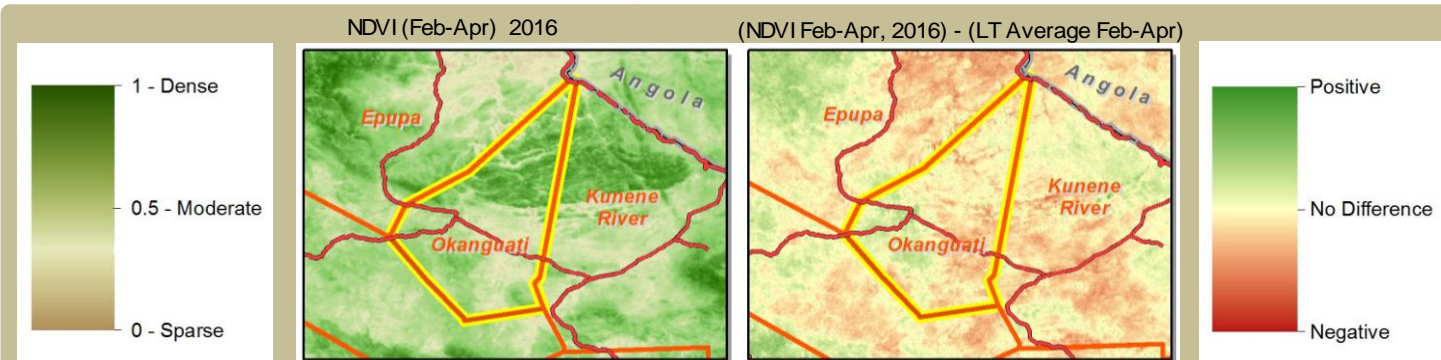 NDVI (Feb-Apr) 2016
(NDVI Feb-Apr, 2016) - (LT Average Feb-Apr)
1 - Dense
0.5 - Moderate
0 - Sparse
Angola
Epupa
Kunene
River
Okanguati
Angola
Epupa
Kunene
River
Okanguati
Positive
No Difference
Negative